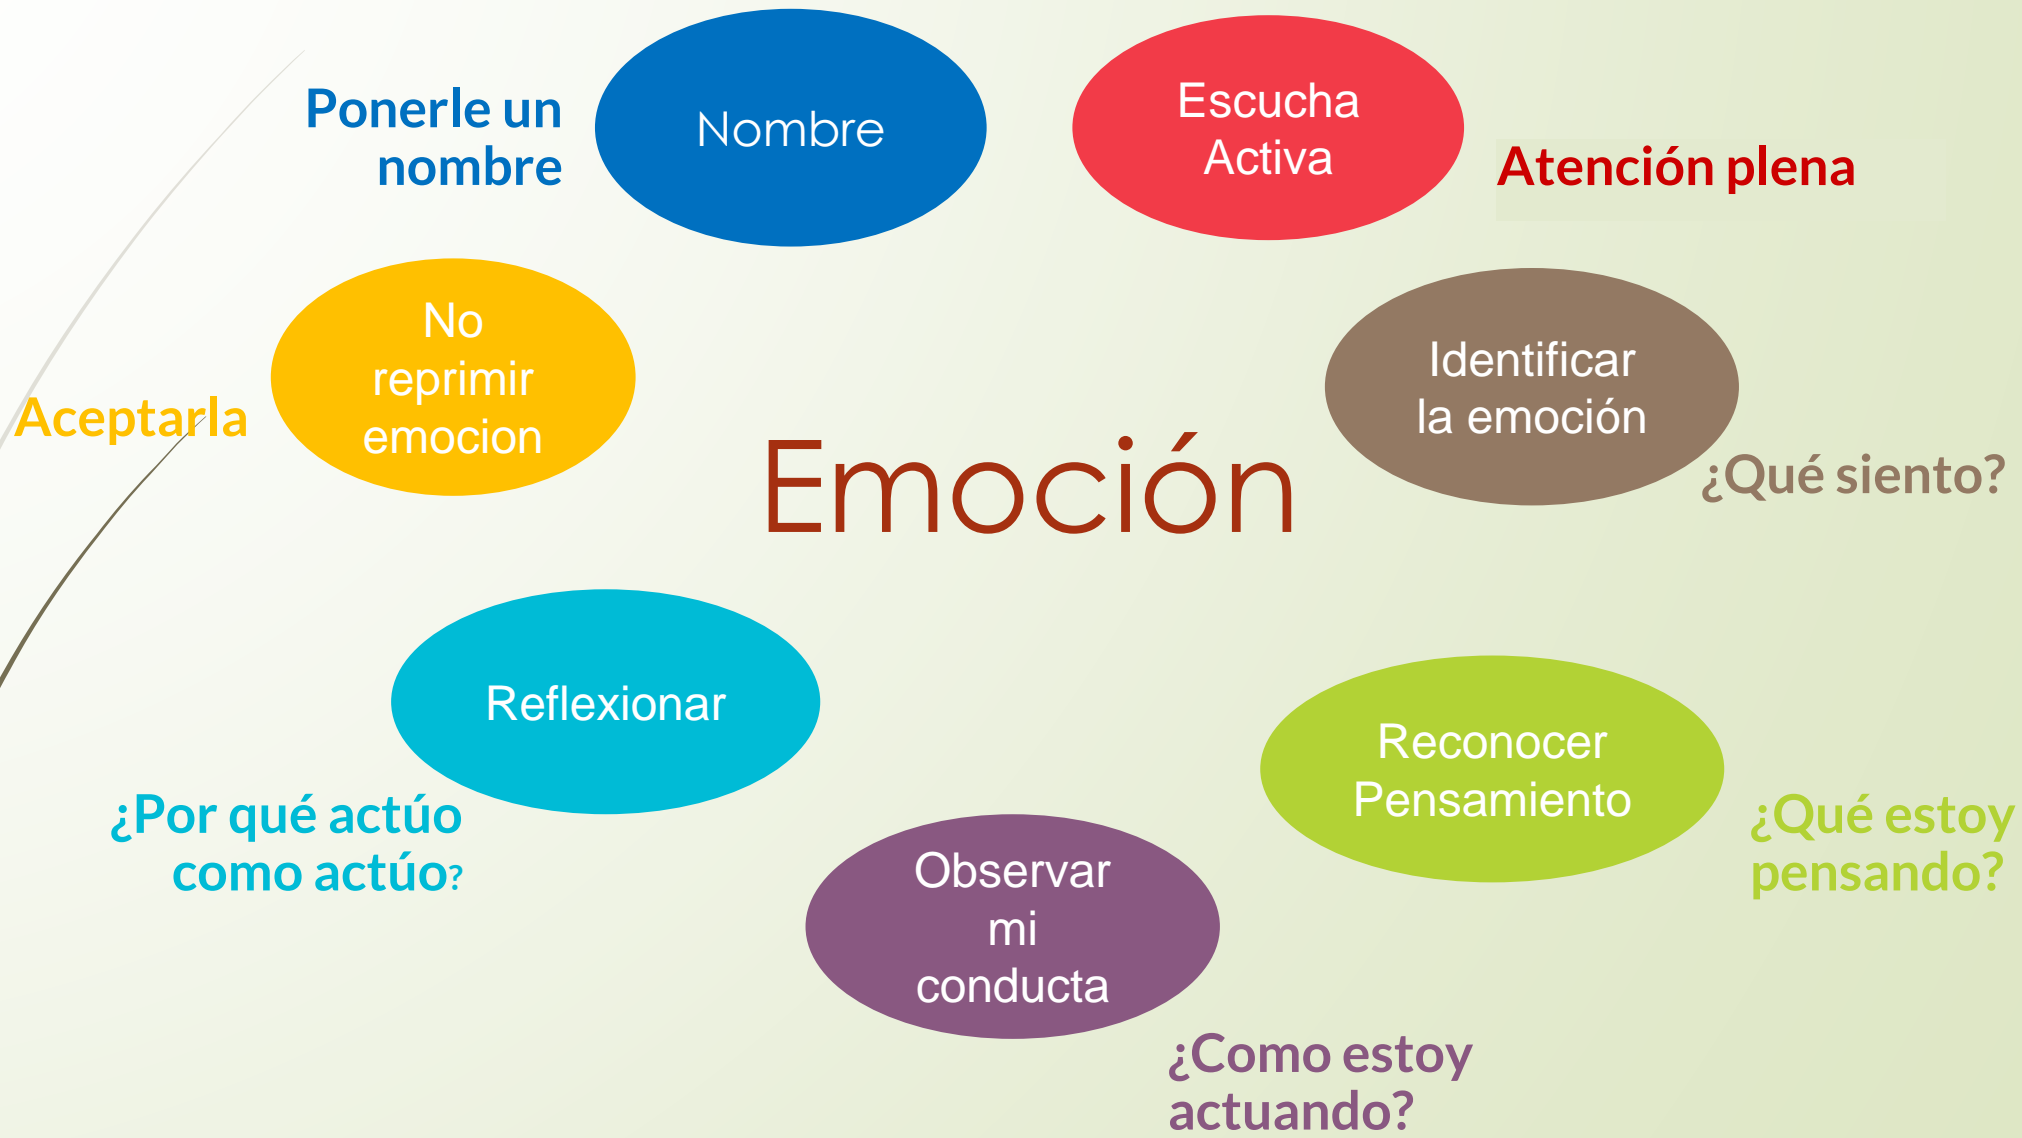 Ponerle un
nombre
Nombre
Escucha
Activa
Atención plena
No
reprimir
emocion
Aceptarla
Identificar
la emoción
¿Qué siento?
Emoción
Reflexionar
¿Por qué actúo
como actúo?
Reconocer
Pensamiento
¿Qué estoy
pensando?
Observar
mi
conducta
¿Como estoy
actuando?